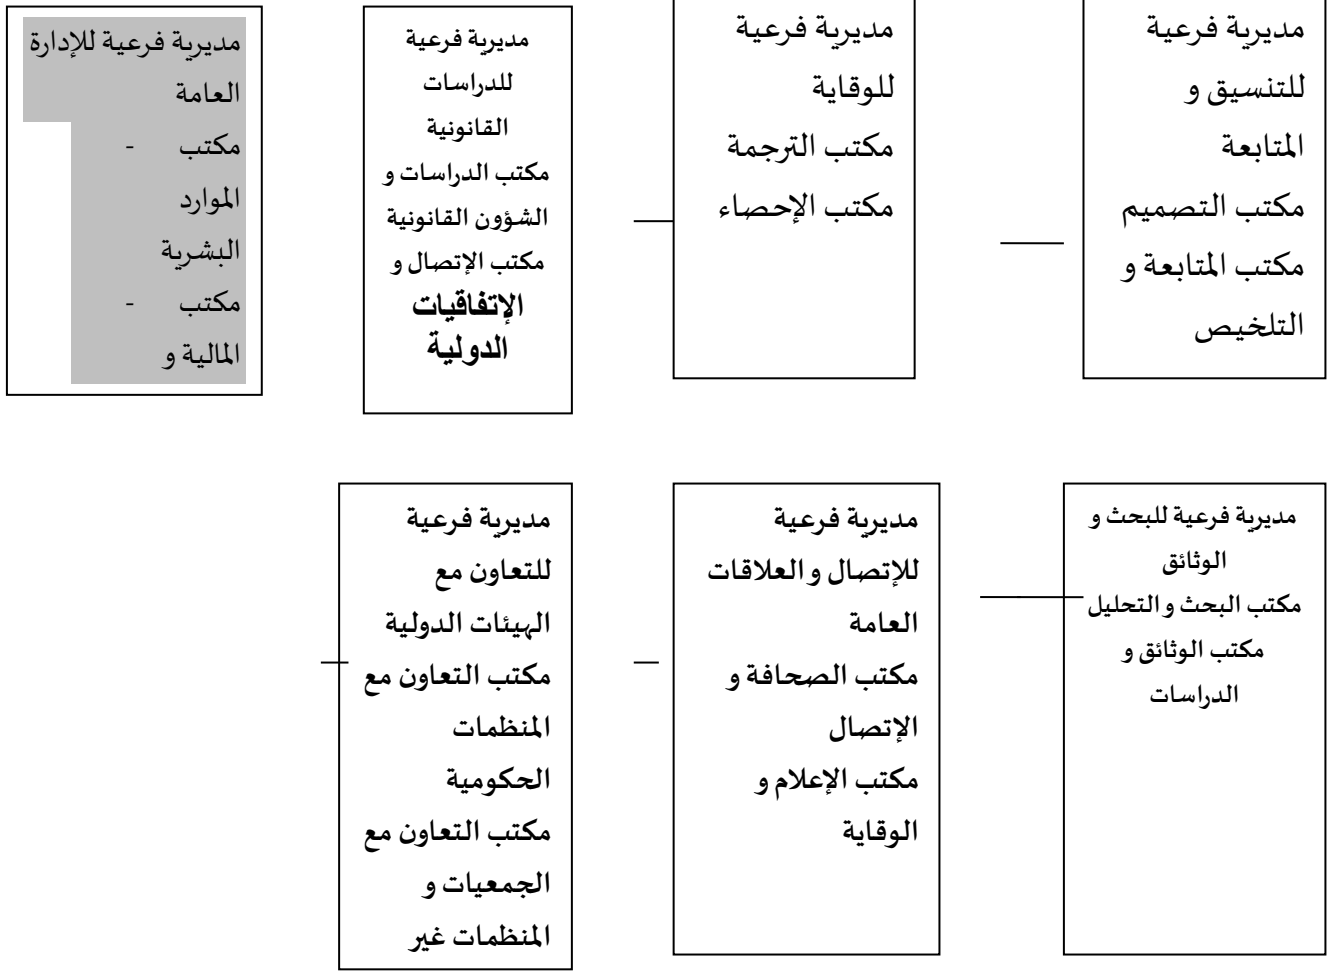 مديرية فرعية
للتنسيق و
المتابعة
مكتب التصميم
مكتب المتابعة و
التلخيص
مديرية فرعية
للوقاية
مكتب الترجمة
مكتب الإحصاء
مديرية فرعية
للدراسات
القانونية
مكتب الدراسات و
الشؤون القانونية
مكتب الإتصال و
الإتفاقيات
الدولية
مديرية فرعية للإدارة
العامة
- مكتب
الموارد
البشرية
- مكتب
المالية و
مديرية فرعية للبحث و
الوثائق
مكتب البحث و التحليل
مكتب الوثائق و
الدراسات
مديرية فرعية
للإتصال و العلاقات
العامة
مكتب الصحافة و
الإتصال
مكتب الإعلام و
الوقاية
مديرية فرعية
للتعاون مع
الهيئات الدولية
مكتب التعاون مع
المنظمات
الحكومية
مكتب التعاون مع
الجمعيات و
المنظمات غير